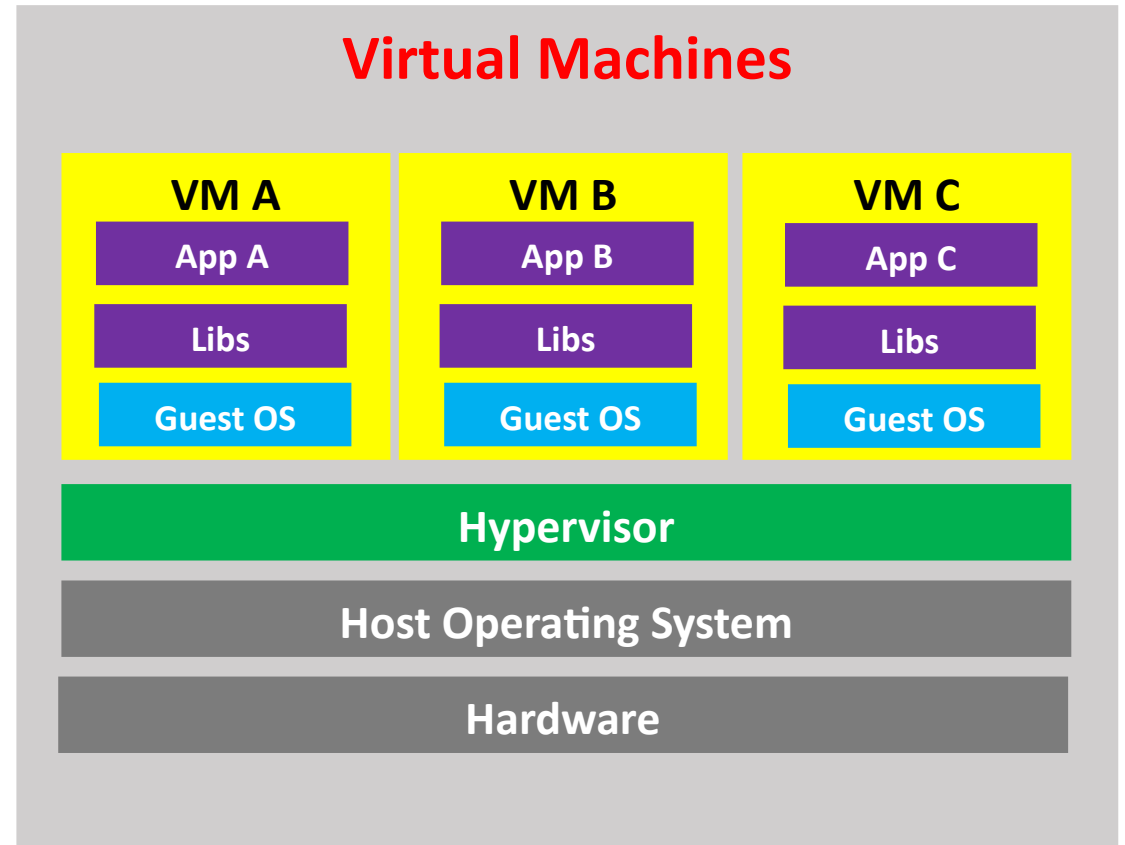 Virtual Machines
VM A
VM B
VM C
App A
App B
App C
Libs
Libs
Libs
Guest OS
Guest OS
Guest OS
Hypervisor
Host Operating System
Hardware